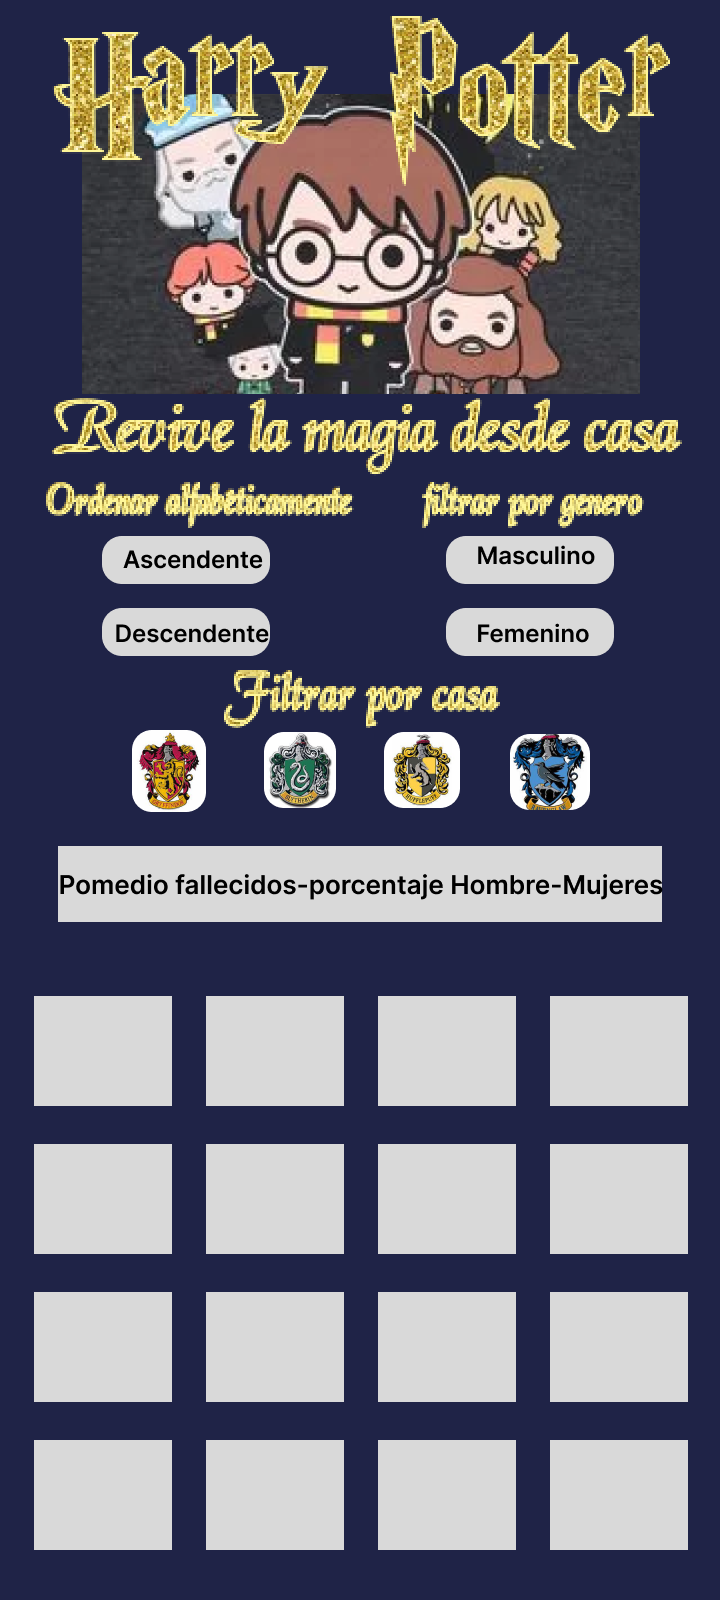 Harry Potter
Revive la magia desde casa
Ordenar alfabéticamente
filtrar por genero
Ascendente
Masculino
Descendente
Femenino
Filtrar por casa
Pomedio fallecidos-porcentaje Hombre-Mujeres